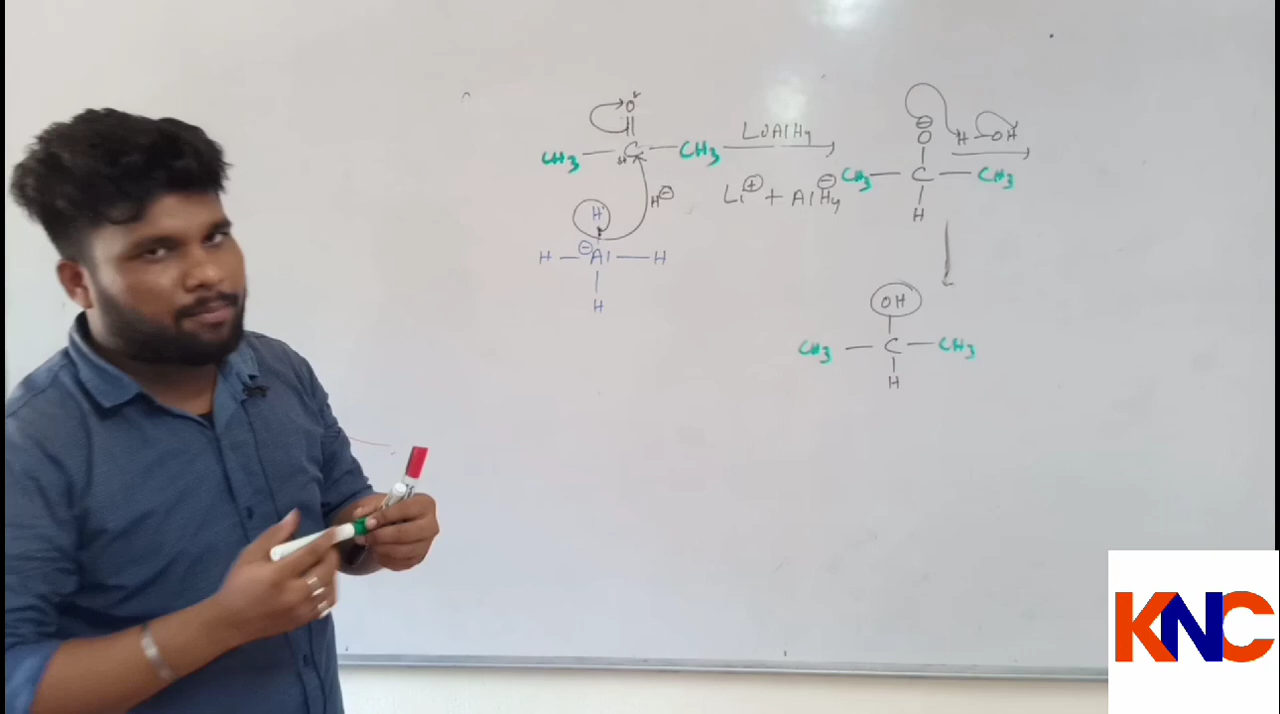 O
CH3 — C — CH3
LiAlH4
Li⊕ + AlH4⊖
H⊖
H
H — ⊖Al — H
H
⊖
O H — OH
CH3 — C — CH3
H
OH
CH3 — C — CH3
H
KNC